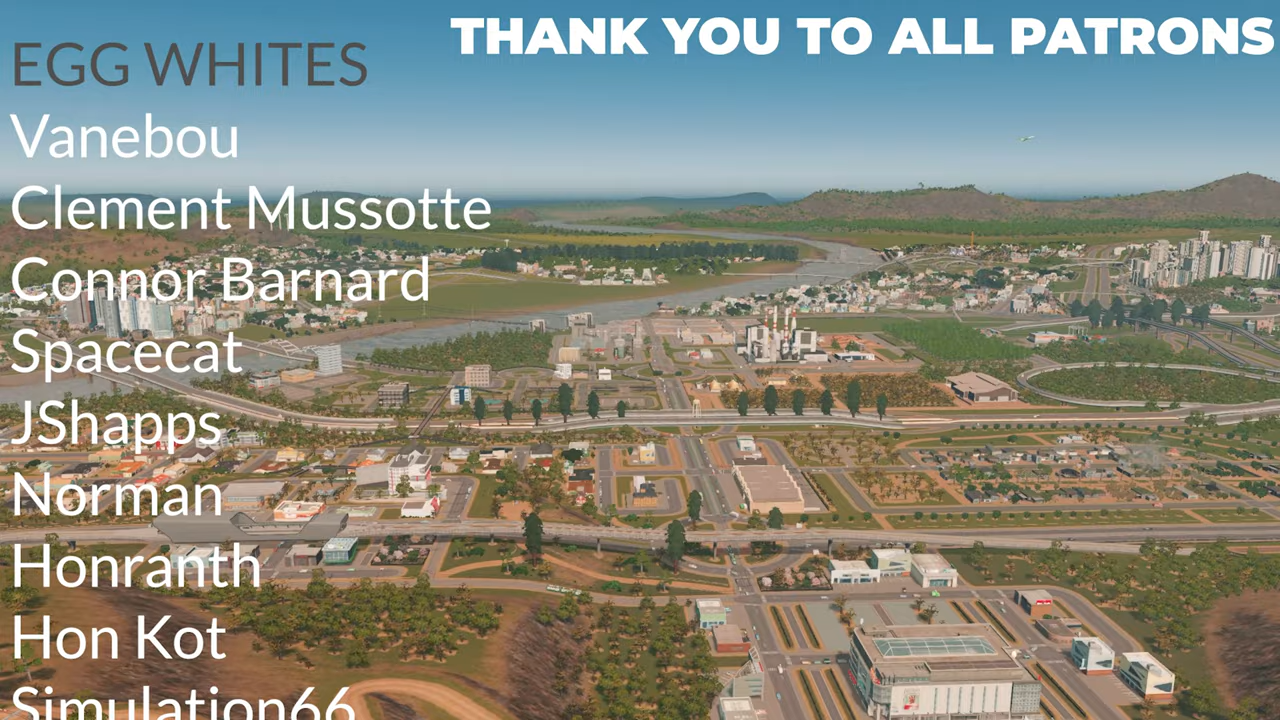 THANK YOU TO ALL PATRONS
EGG WHITES
Vanebou
Clement Mussotte
Connor Barnard
Spacecat
JShapps
Norman
Honranth
Hon Kot
Simulation66